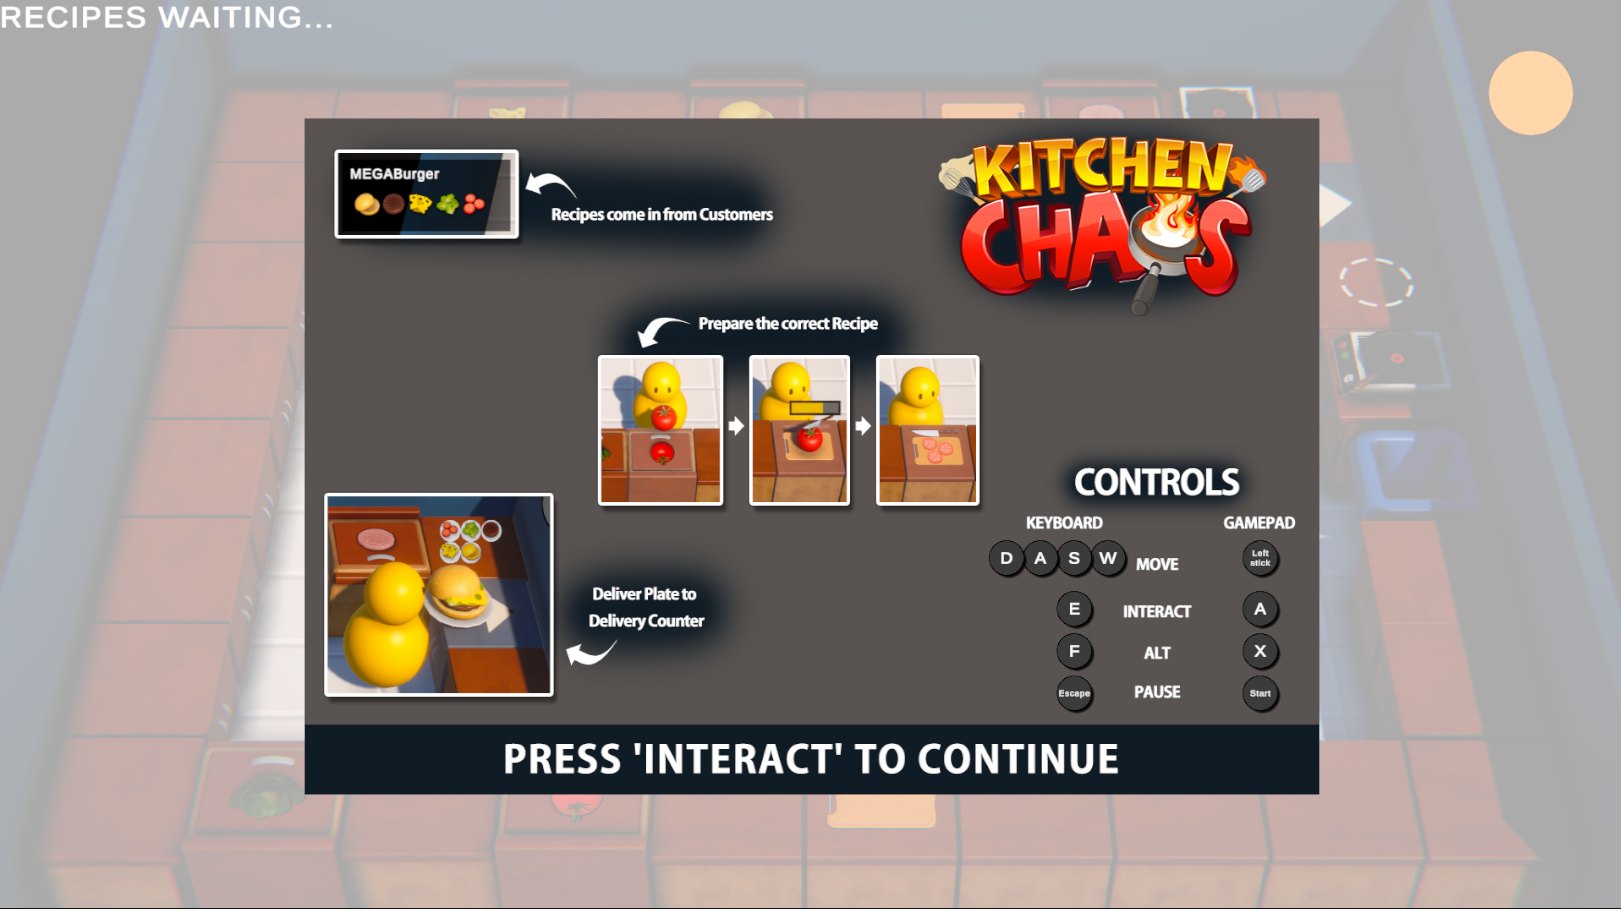 RECIPES WAITING...
MEGABurger
Recipes come in from Customers
KITCHEN
CHAOS
Prepare the correct Recipe
Deliver Plate to
Delivery Counter
CONTROLS
KEYBOARD GAMEPAD
D A S W MOVE Left stick
E INTERACT A
F ALT X
Escape PAUSE Start
PRESS 'INTERACT' TO CONTINUE